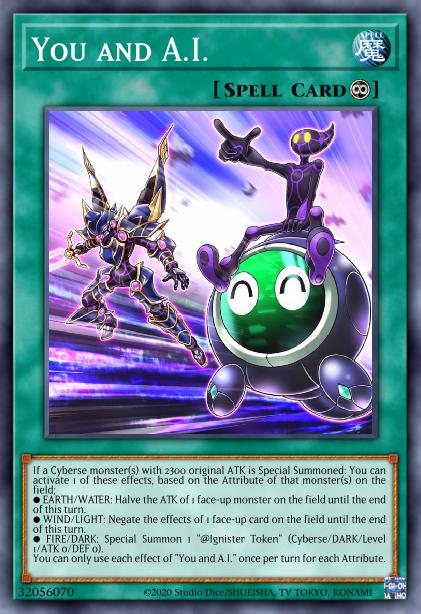 You and A.I.
SPELL
魔
[SPELL CARD]
If a Cyberse monster(s) with 2300 original ATK is Special Summoned: You can
activate 1 of these effects, based on the Attribute of that monster(s) on the
field;
● EARTH/WATER: Halve the ATK of 1 face-up monster on the field until the end
of this turn.
● WIND/LIGHT: Negate the effects of 1 face-up card on the field until the end
of this turn.
● FIRE/DARK: Special Summon 1 "@Ignister Token" (Cyberse/DARK/Level
1/ATK 0/DEF 0).
You can only use each effect of "You and A.I." once per turn for each Attribute.
32056070
©2020 Studio Dice/SHUEISHA, TV TOKYO, KONAMI